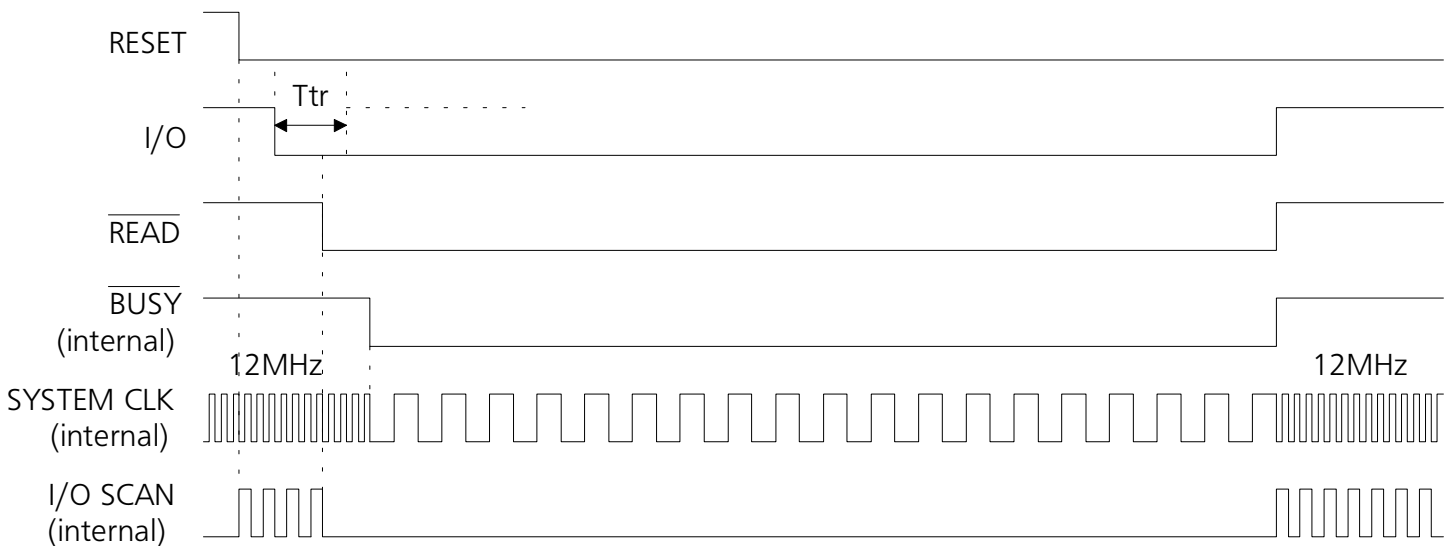 RESET
Ttr
I/O
READ
BUSY
(internal)
12MHz
12MHz
SYSTEM CLK
(internal)
I/O SCAN
(internal)